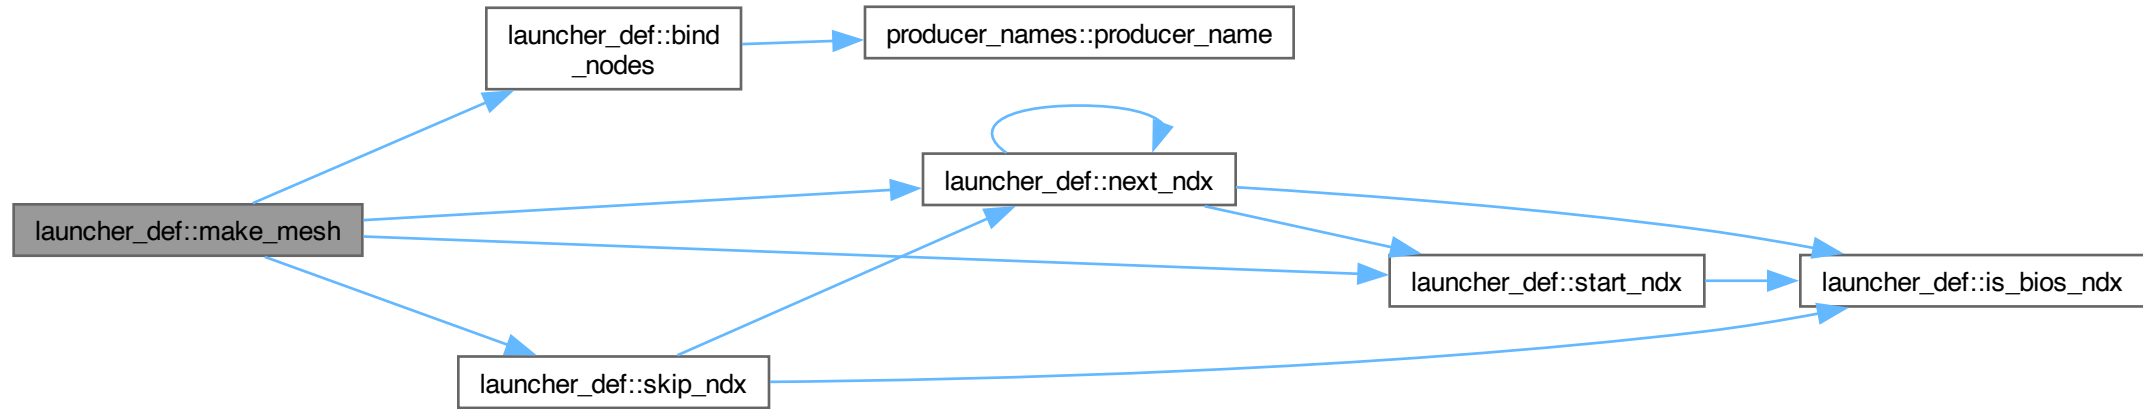 launcher_def::bind
_nodes
producer_names::producer_name
launcher_def::next_ndx
launcher_def::make_mesh
launcher_def::start_ndx
launcher_def::is_bios_ndx
launcher_def::skip_ndx